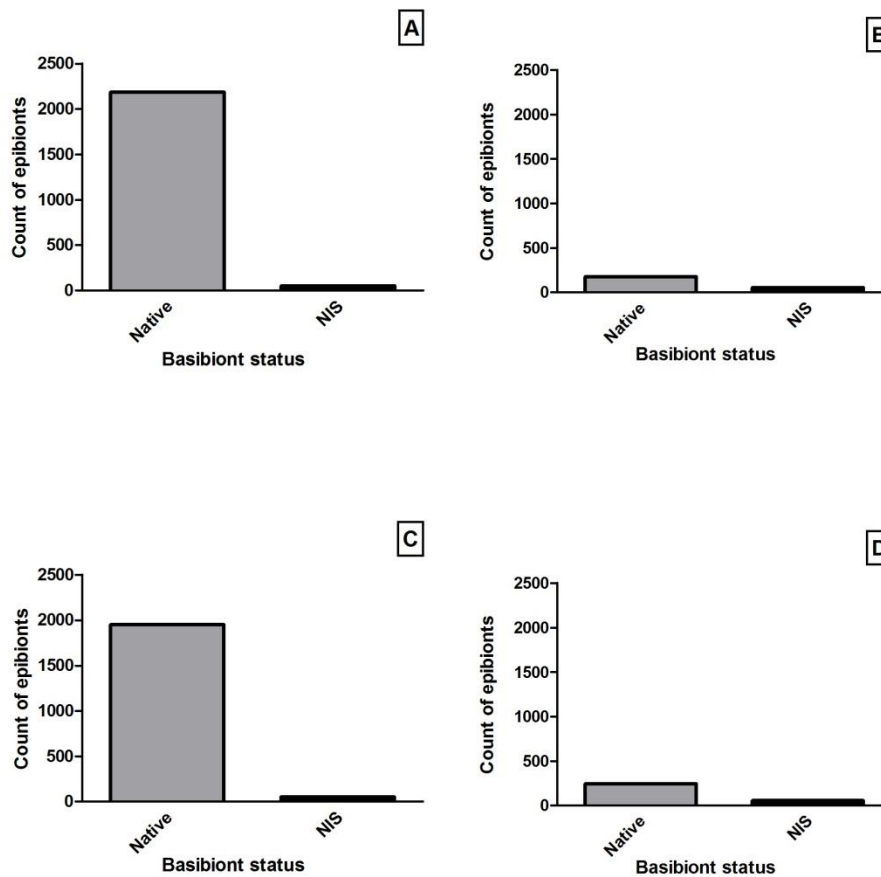 A
Count of epibionts
2500
2000
1500
1000
500
0
Native
NIS
Basibiont status
B
Count of epibionts
2500
2000
1500
1000
500
0
Native
NIS
Basibiont status
C
Count of epibionts
2500
2000
1500
1000
500
0
Native
NIS
Basibiont status
D
Count of epibionts
2500
2000
1500
1000
500
0
Native
NIS
Basibiont status